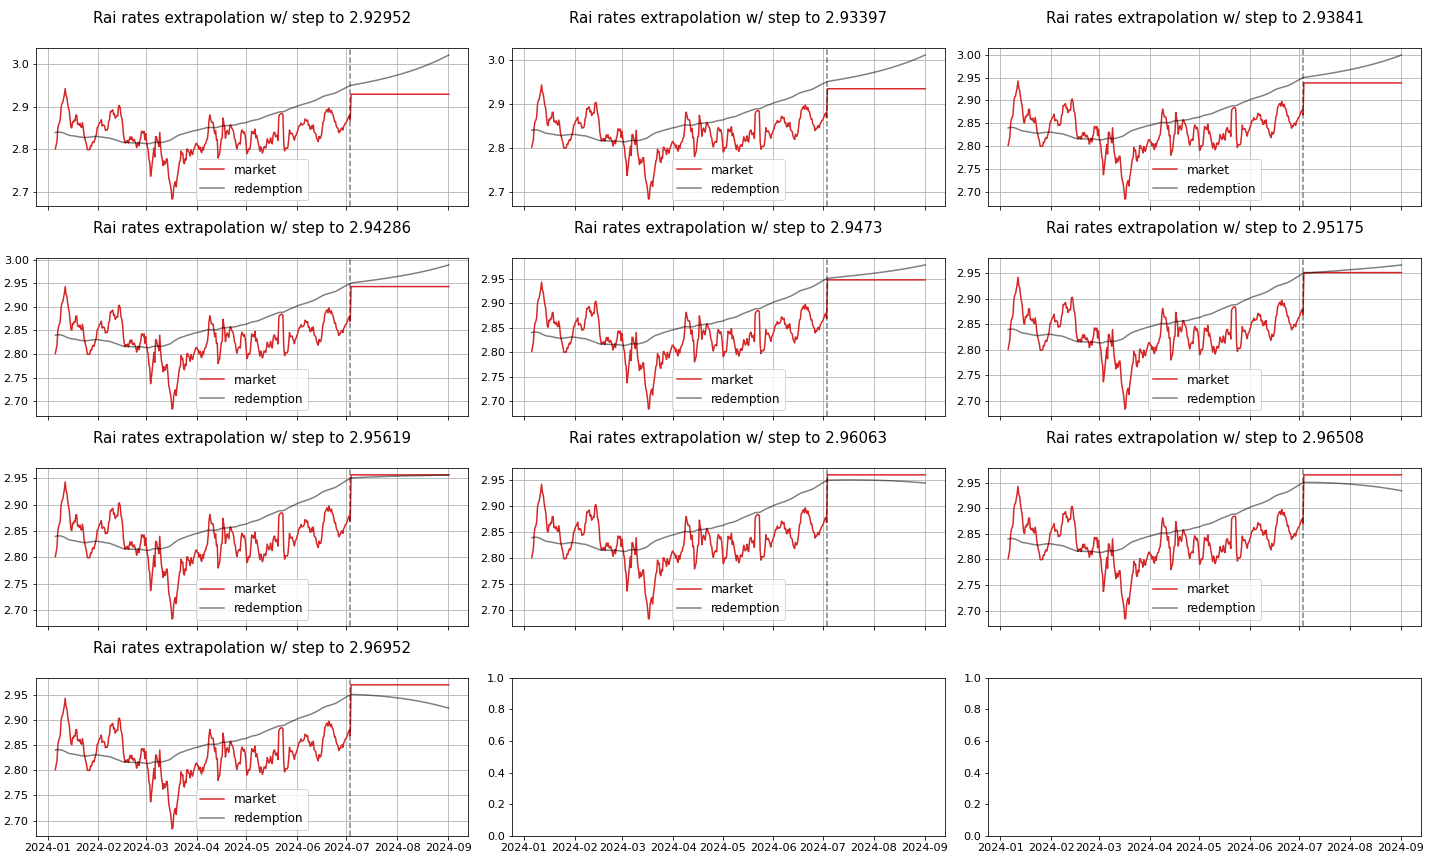 Rai rates extrapolation w/ step to 2.92952
Rai rates extrapolation w/ step to 2.93397
Rai rates extrapolation w/ step to 2.93841
3.0
2.9
2.8
2.7
market
redemption
3.0
2.9
2.8
2.7
market
redemption
3.00
2.95
2.90
2.85
2.80
2.75
2.70
market
redemption
Rai rates extrapolation w/ step to 2.94286
Rai rates extrapolation w/ step to 2.9473
Rai rates extrapolation w/ step to 2.95175
3.00
2.95
2.90
2.85
2.80
2.75
2.70
market
redemption
2.95
2.90
2.85
2.80
2.75
2.70
market
redemption
2.95
2.90
2.85
2.80
2.75
2.70
market
redemption
Rai rates extrapolation w/ step to 2.95619
Rai rates extrapolation w/ step to 2.96063
Rai rates extrapolation w/ step to 2.96508
2.95
2.90
2.85
2.80
2.75
2.70
market
redemption
2.95
2.90
2.85
2.80
2.75
2.70
market
redemption
2.95
2.90
2.85
2.80
2.75
2.70
market
redemption
Rai rates extrapolation w/ step to 2.96952
2.95
2.90
2.85
2.80
2.75
2.70
market
redemption
2024-01 2024-02 2024-03 2024-04 2024-05 2024-06 2024-07 2024-08 2024-09
1.0
0.8
0.6
0.4
0.2
0.0
2024-01 2024-02 2024-03 2024-04 2024-05 2024-06 2024-07 2024-08 2024-09
1.0
0.8
0.6
0.4
0.2
0.0
2024-01 2024-02 2024-03 2024-04 2024-05 2024-06 2024-07 2024-08 2024-09